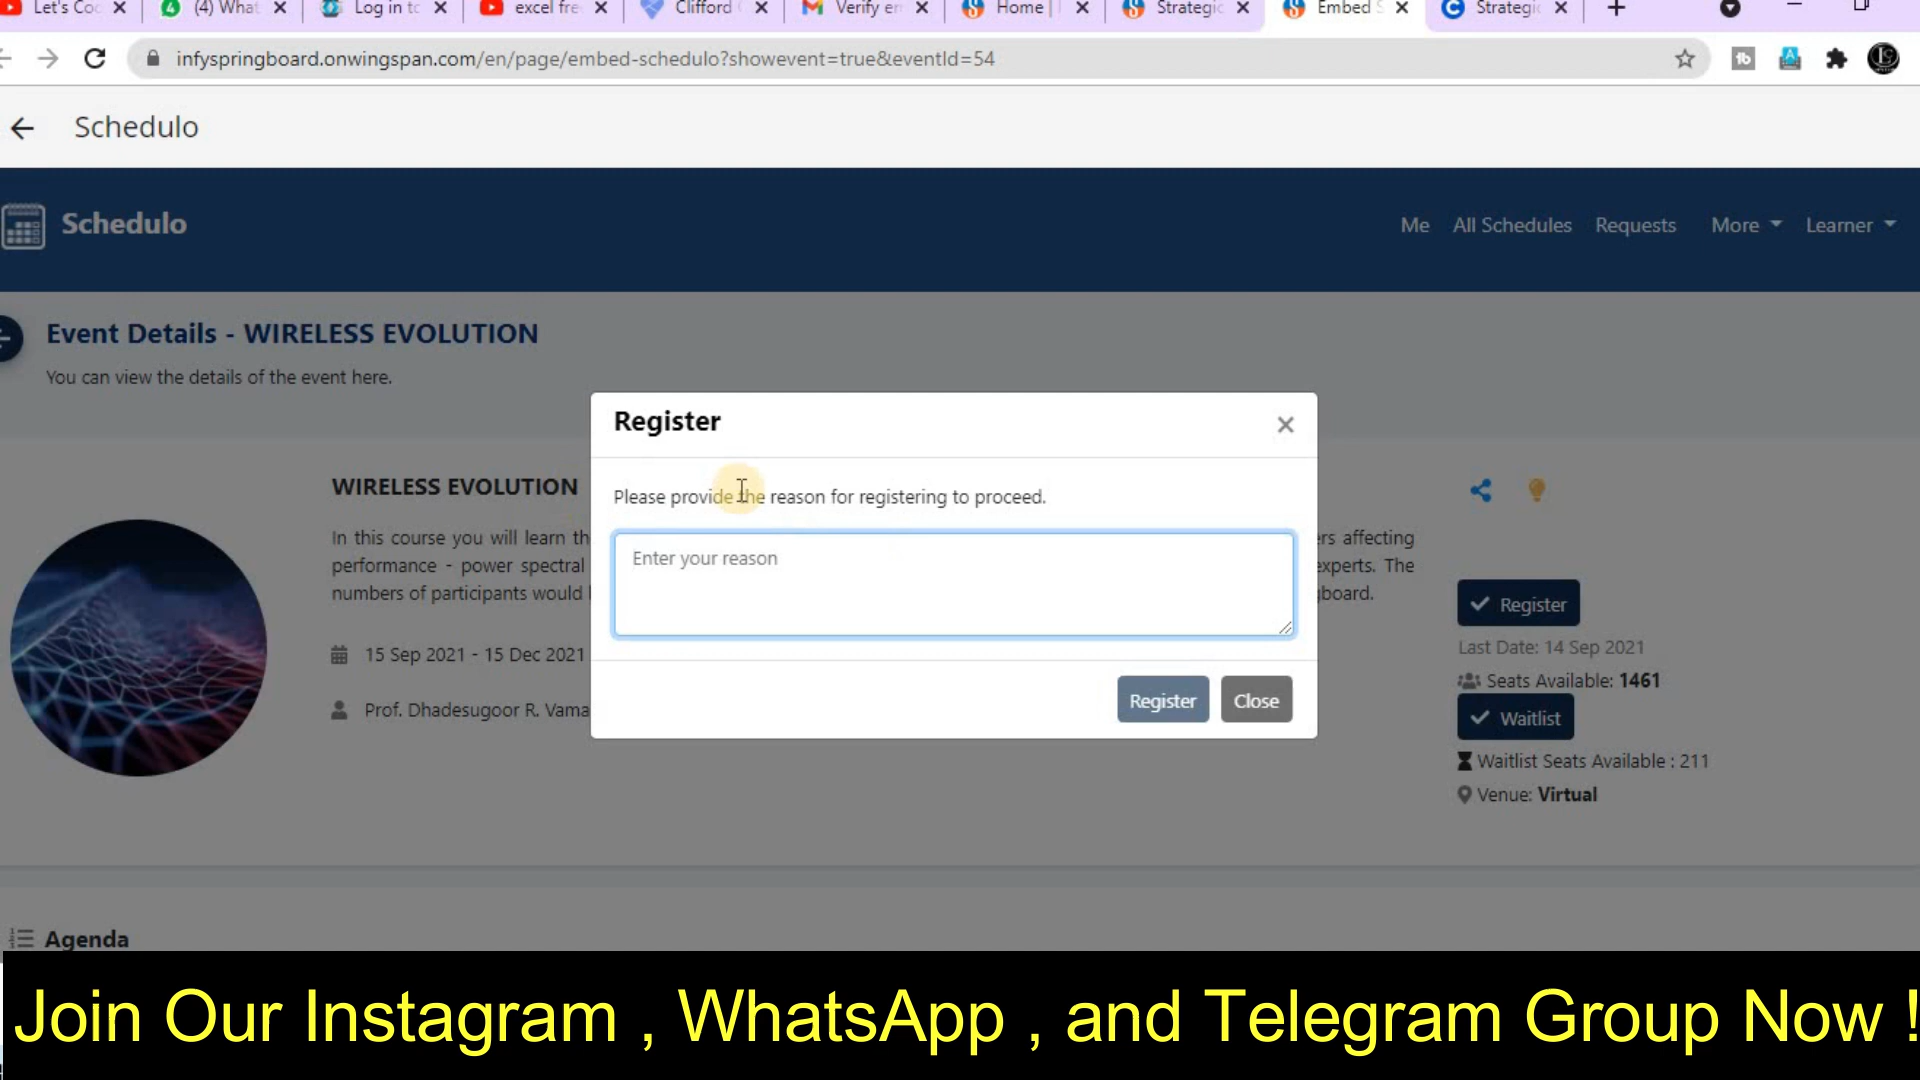 Let's Co
(4) What
Log in to
excel fre
Clifford
Verify em
Home |
Strategic
Embed S
Strategic
infyspringboard.onwingspan.com/en/page/embed-schedulo?showevent=true&eventId=54
Schedulo
Schedulo
Me
All Schedules
Requests
More
Learner
Event Details - WIRELESS EVOLUTION
You can view the details of the event here.
Register
Please provide the reason for registering to proceed.
Enter your reason
Register
Close
WIRELESS EVOLUTION
In this course you will learn th
rs affecting
performance - power spectral
experts. The
numbers of participants would
gboard.
15 Sep 2021 - 15 Dec 2021
Prof. Dhadesugoor R. Vama
Register
Last Date: 14 Sep 2021
Seats Available: 1461
Waitlist
Waitlist Seats Available : 211
Venue: Virtual
Agenda
Join Our Instagram , WhatsApp , and Telegram Group Now !